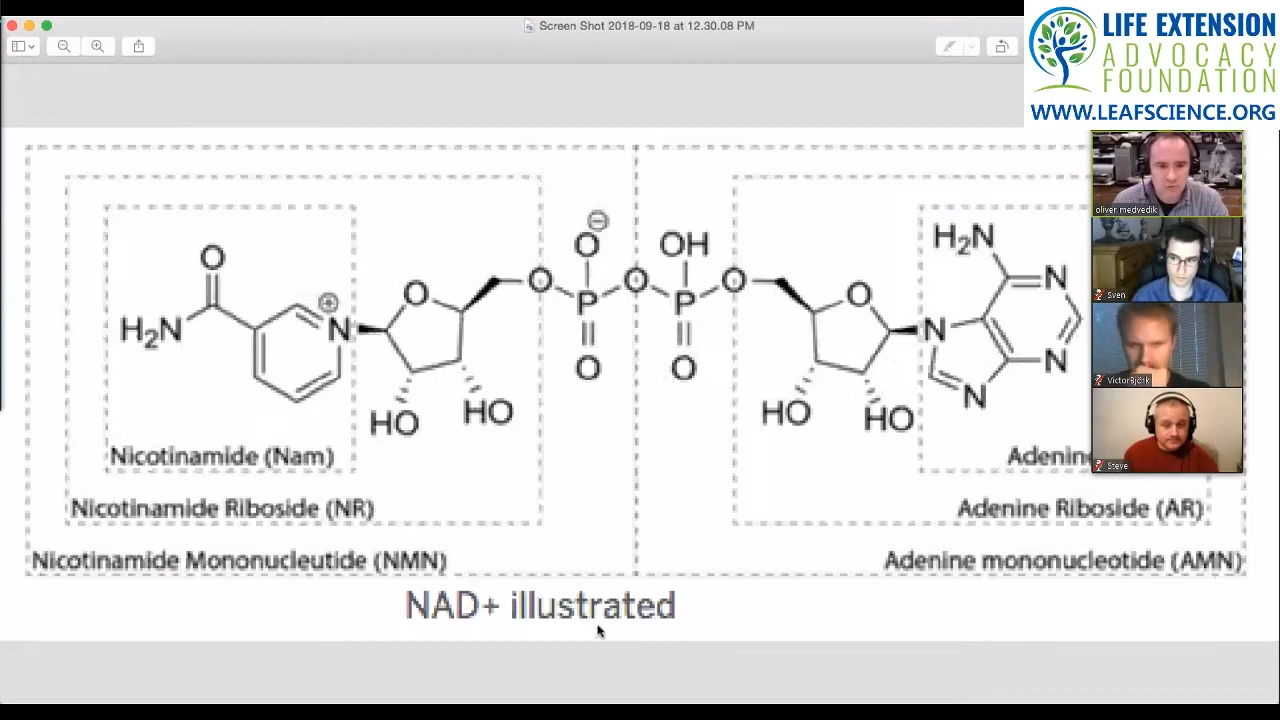 Screen Shot 2018-09-18 at 12.30.08 PM
LIFE EXTENSION
ADVOCACY
FOUNDATION
WWW.LEAFSCIENCE.ORG
oliver medvedik
Sven
VictorBjörk
Steve
O
H₂N
N
⊕
O
HO
HO
O
O
⊖
P
O
O
OH
P
O
O
O
HO
HO
H₂N
N
N
N
N
Nicotinamide (Nam)
Adenine
Nicotinamide Riboside (NR)
Adenine Riboside (AR)
Nicotinamide Mononucleutide (NMN)
Adenine mononucleotide (AMN)
NAD+ illustrated